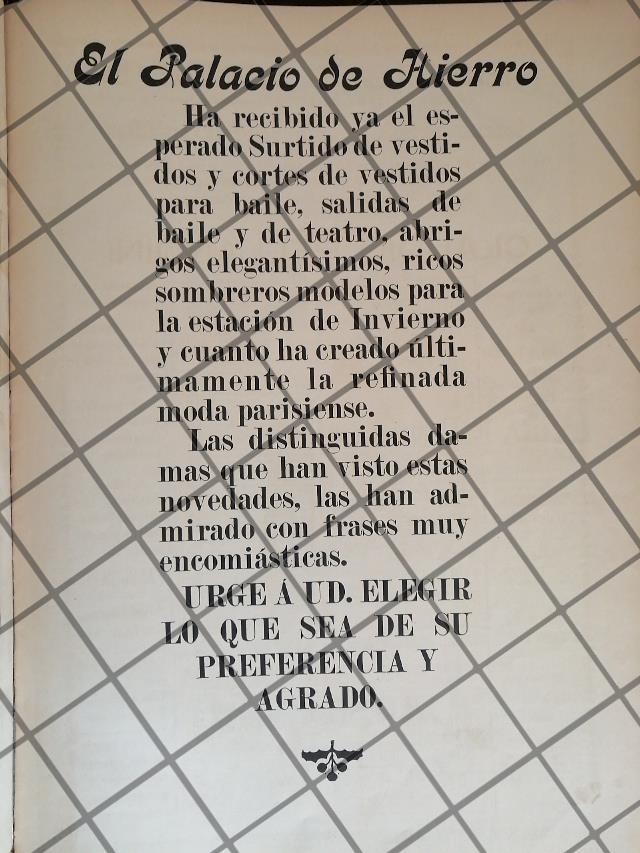 El Palacio de Hierro
Ha recibido ya el es-
perado Surtido de vesti-
dos y cortes de vestidos
para baile, salidas de
baile y de teatro, abri-
gos elegantísimos, ricos
sombreros modelos para
la estación de Invierno
y cuanto ha creado últi-
mamente la refinada
moda parisiense.
Las distinguidas da-
mas que han visto estas
novedades, las han ad-
mirado con frases muy
encomiásticas.
URGE Á UD. ELEGIR
LO QUE SEA DE SU
PREFERENCIA Y
AGRADO.